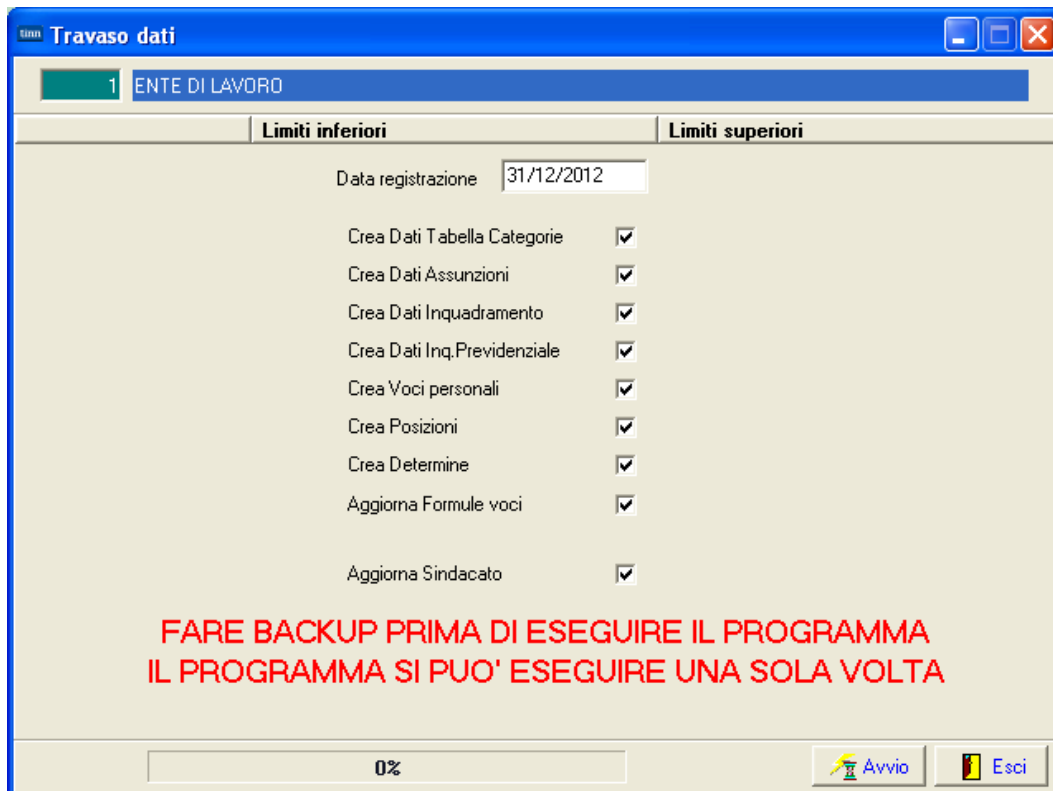 tinn Travaso dati
1 ENTE DI LAVORO
Limiti inferiori Limiti superiori
Data registrazione 31/12/2012
Crea Dati Tabella Categorie
Crea Dati Assunzioni
Crea Dati Inquadramento
Crea Dati Inq.Previdenziale
Crea Voci personali
Crea Posizioni
Crea Determine
Aggiorna Formule voci
Aggiorna Sindacato
FARE BACKUP PRIMA DI ESEGUIRE IL PROGRAMMA
IL PROGRAMMA SI PUO' ESEGUIRE UNA SOLA VOLTA
0% Avvio Esci